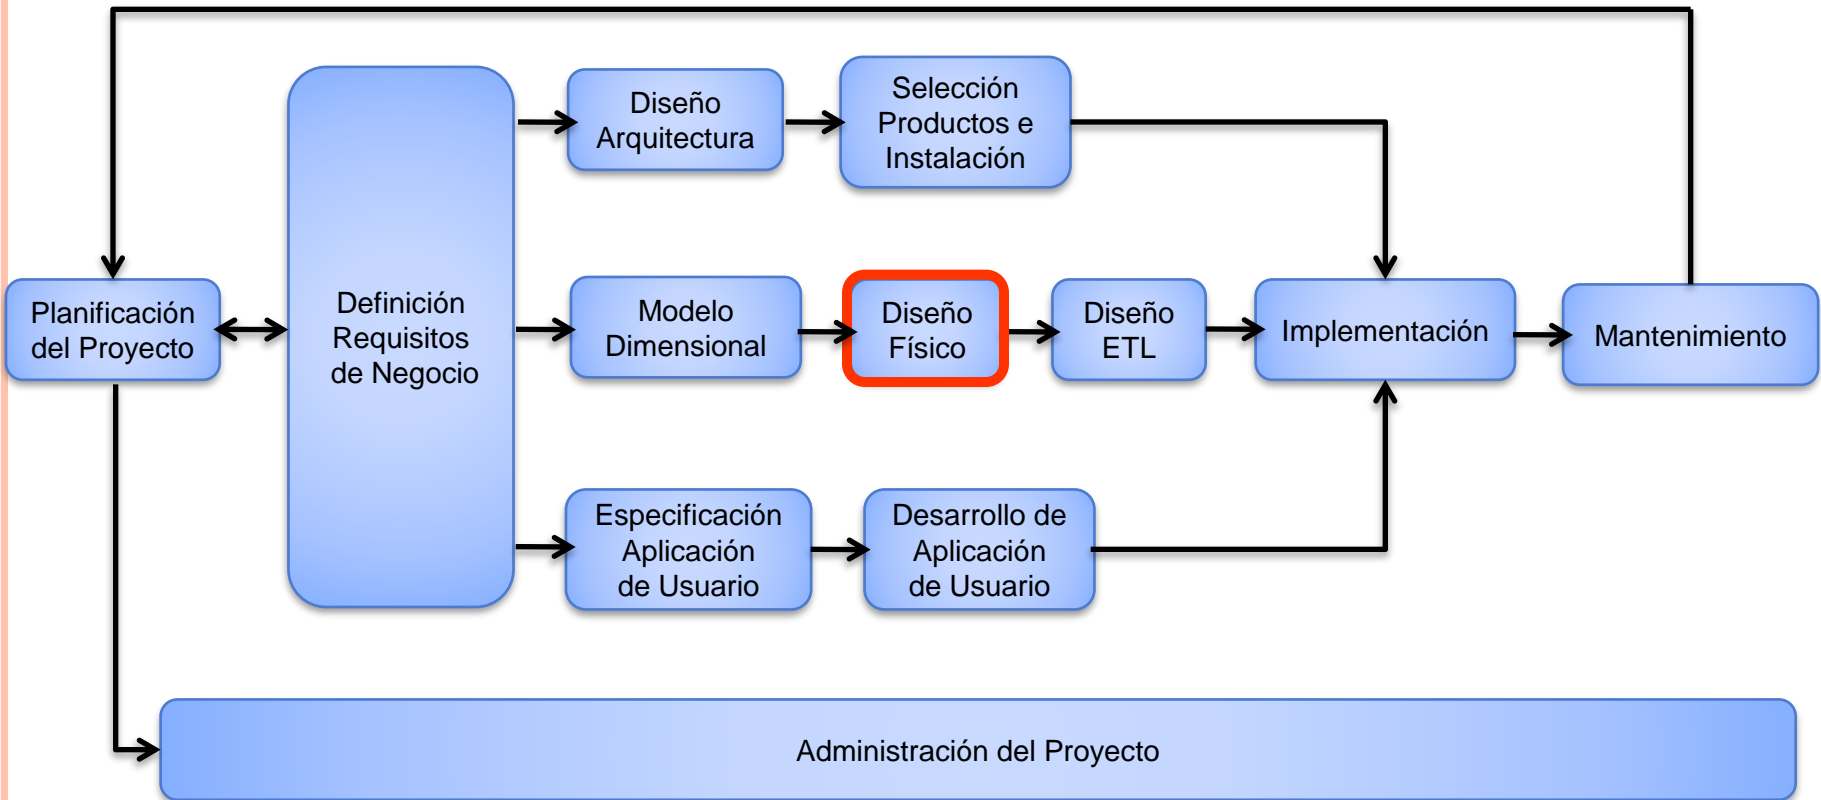 Planificación
del Proyecto
Definición
Requisitos
de Negocio
Diseño
Arquitectura
Selección
Productos e
Instalación
Modelo
Dimensional
Diseño
Físico
Diseño
ETL
Implementación
Mantenimiento
Especificación
Aplicación
de Usuario
Desarrollo de
Aplicación
de Usuario
Administración del Proyecto